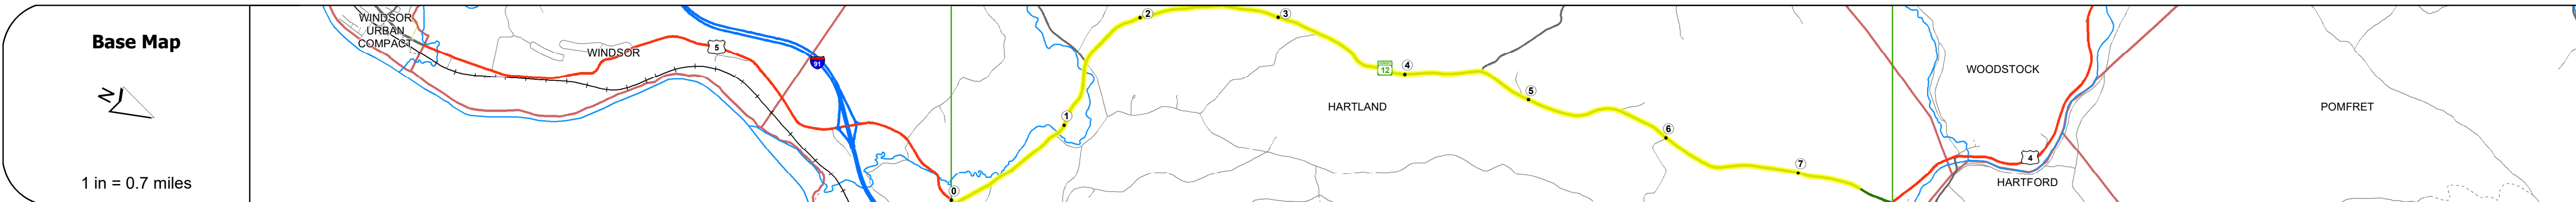 Base Map
N
1 in = 0.7 miles
WINDSOR
URBAN
COMPACT
WINDSOR
5
91
0
1
2
3
12
4
HARTLAND
5
6
7
WOODSTOCK
4
HARTFORD
POMFRET